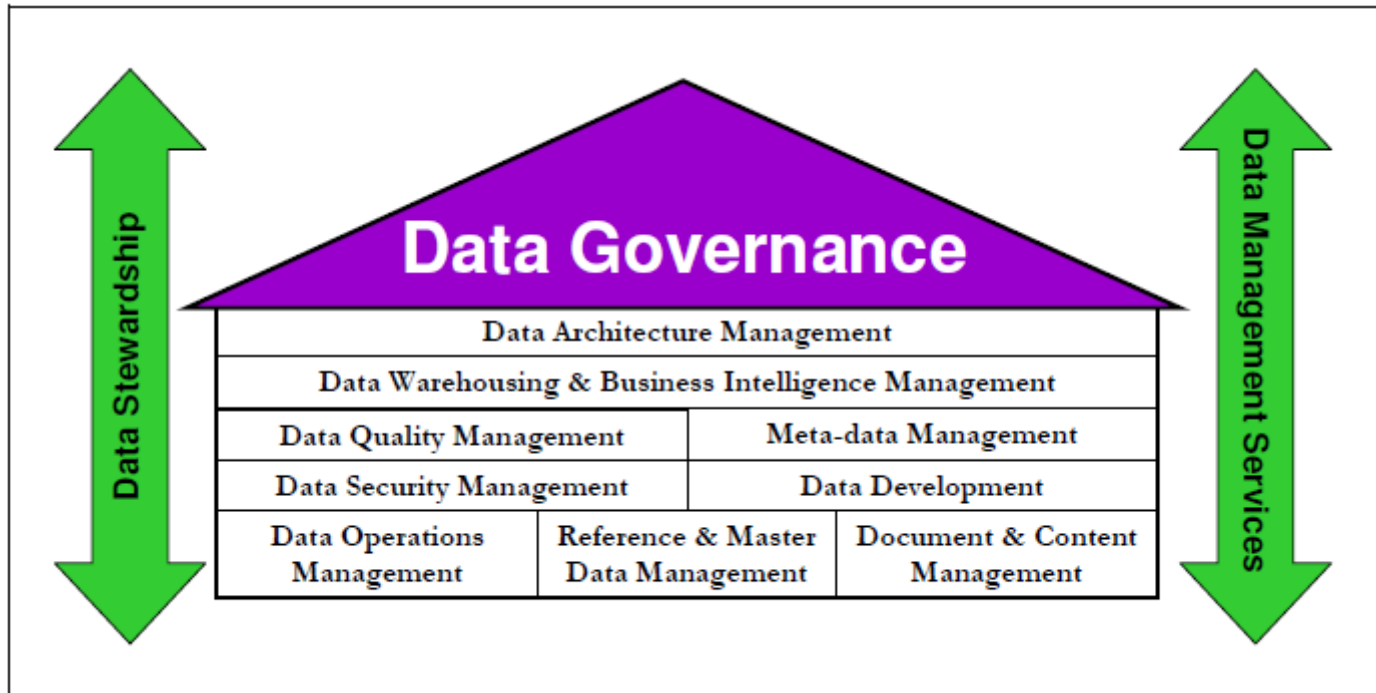 Data Stewardship
Data Governance
Data Architecture Management
Data Warehousing & Business Intelligence Management
Data Quality Management
Meta-data Management
Data Security Management
Data Development
Data Operations
Management
Reference & Master
Data Management
Document & Content
Management
Data Management Services